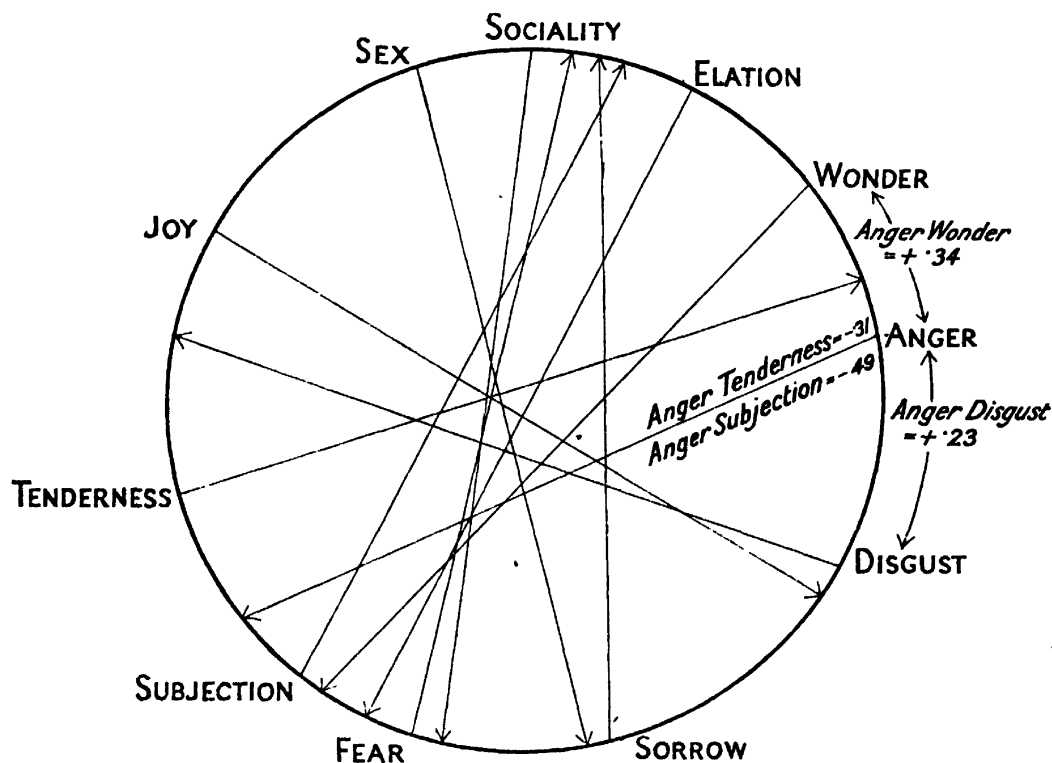 SOCIALITY
SEX
ELATION
WONDER
JOY
Anger Wonder
=+·34
ANGER
Anger Tenderness=-·31
Anger Subjection=-·49
Anger Disgust
=+·23
TENDERNESS
DISGUST
SUBJECTION
FEAR
SORROW